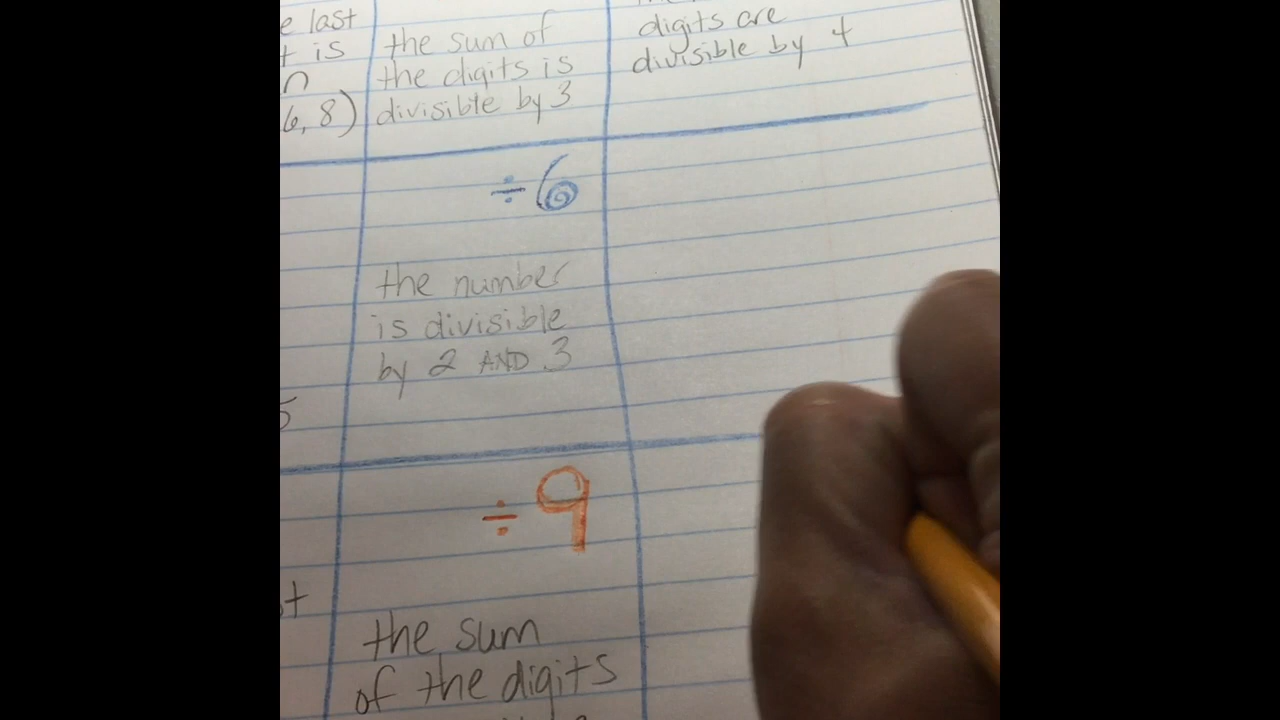 e last
t is
n
6, 8)
the sum of
the digits is
divisible by 3
digits are
divisible by 4
÷6
the number
is divisible
by 2 AND 3
5
÷9
t
the sum
of the digits